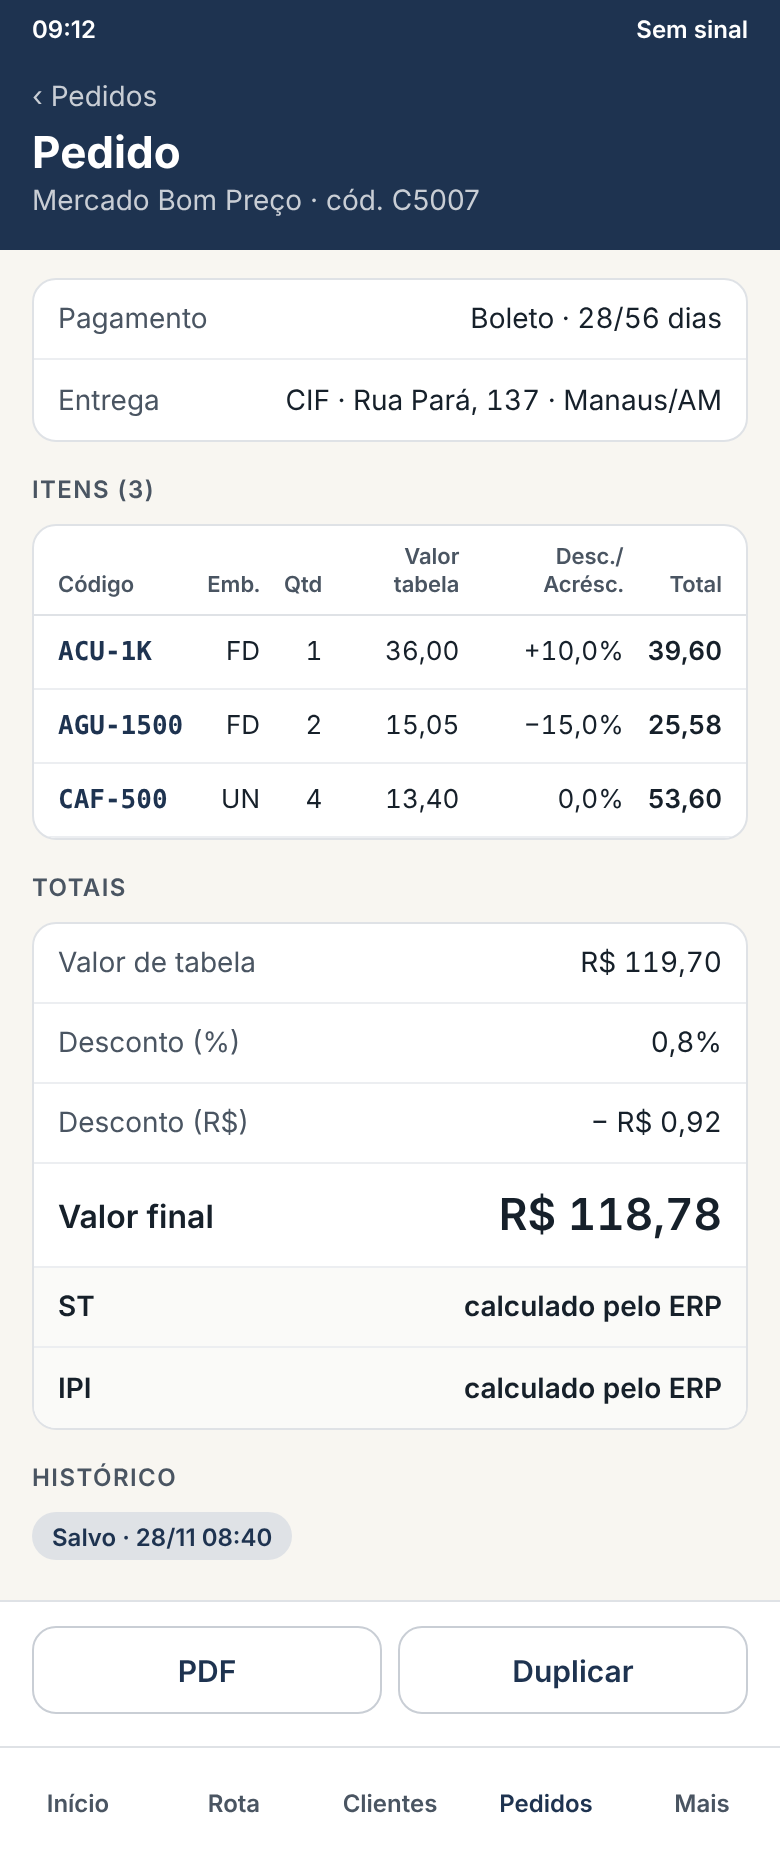 09:12 Sem sinal
‹ Pedidos
Pedido
Mercado Bom Preço · cód. C5007
Pagamento Boleto · 28/56 dias
Entrega CIF · Rua Pará, 137 · Manaus/AM
ITENS (3)
Código Emb. Qtd Valor tabela Desc./Acrésc. Total
ACU-1K FD 1 36,00 +10,0% 39,60
AGU-1500 FD 2 15,05 −15,0% 25,58
CAF-500 UN 4 13,40 0,0% 53,60
TOTAIS
Valor de tabela R$ 119,70
Desconto (%) 0,8%
Desconto (R$) − R$ 0,92
Valor final R$ 118,78
ST calculado pelo ERP
IPI calculado pelo ERP
HISTÓRICO
Salvo · 28/11 08:40
PDF Duplicar
Início Rota Clientes Pedidos Mais